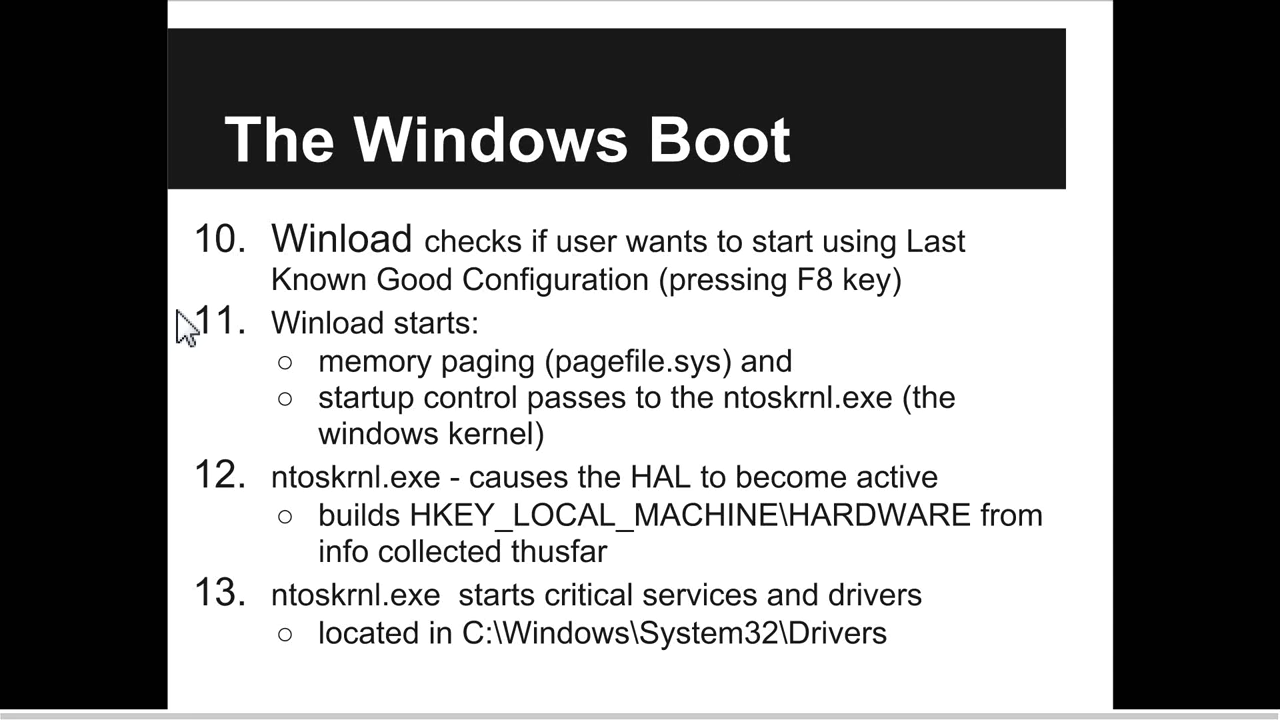 The Windows Boot
10. Winload checks if user wants to start using Last
Known Good Configuration (pressing F8 key)
11. Winload starts:
○ memory paging (pagefile.sys) and
○ startup control passes to the ntoskrnl.exe (the
windows kernel)
12. ntoskrnl.exe - causes the HAL to become active
○ builds HKEY_LOCAL_MACHINE\HARDWARE from
info collected thusfar
13. ntoskrnl.exe  starts critical services and drivers
○ located in C:\Windows\System32\Drivers